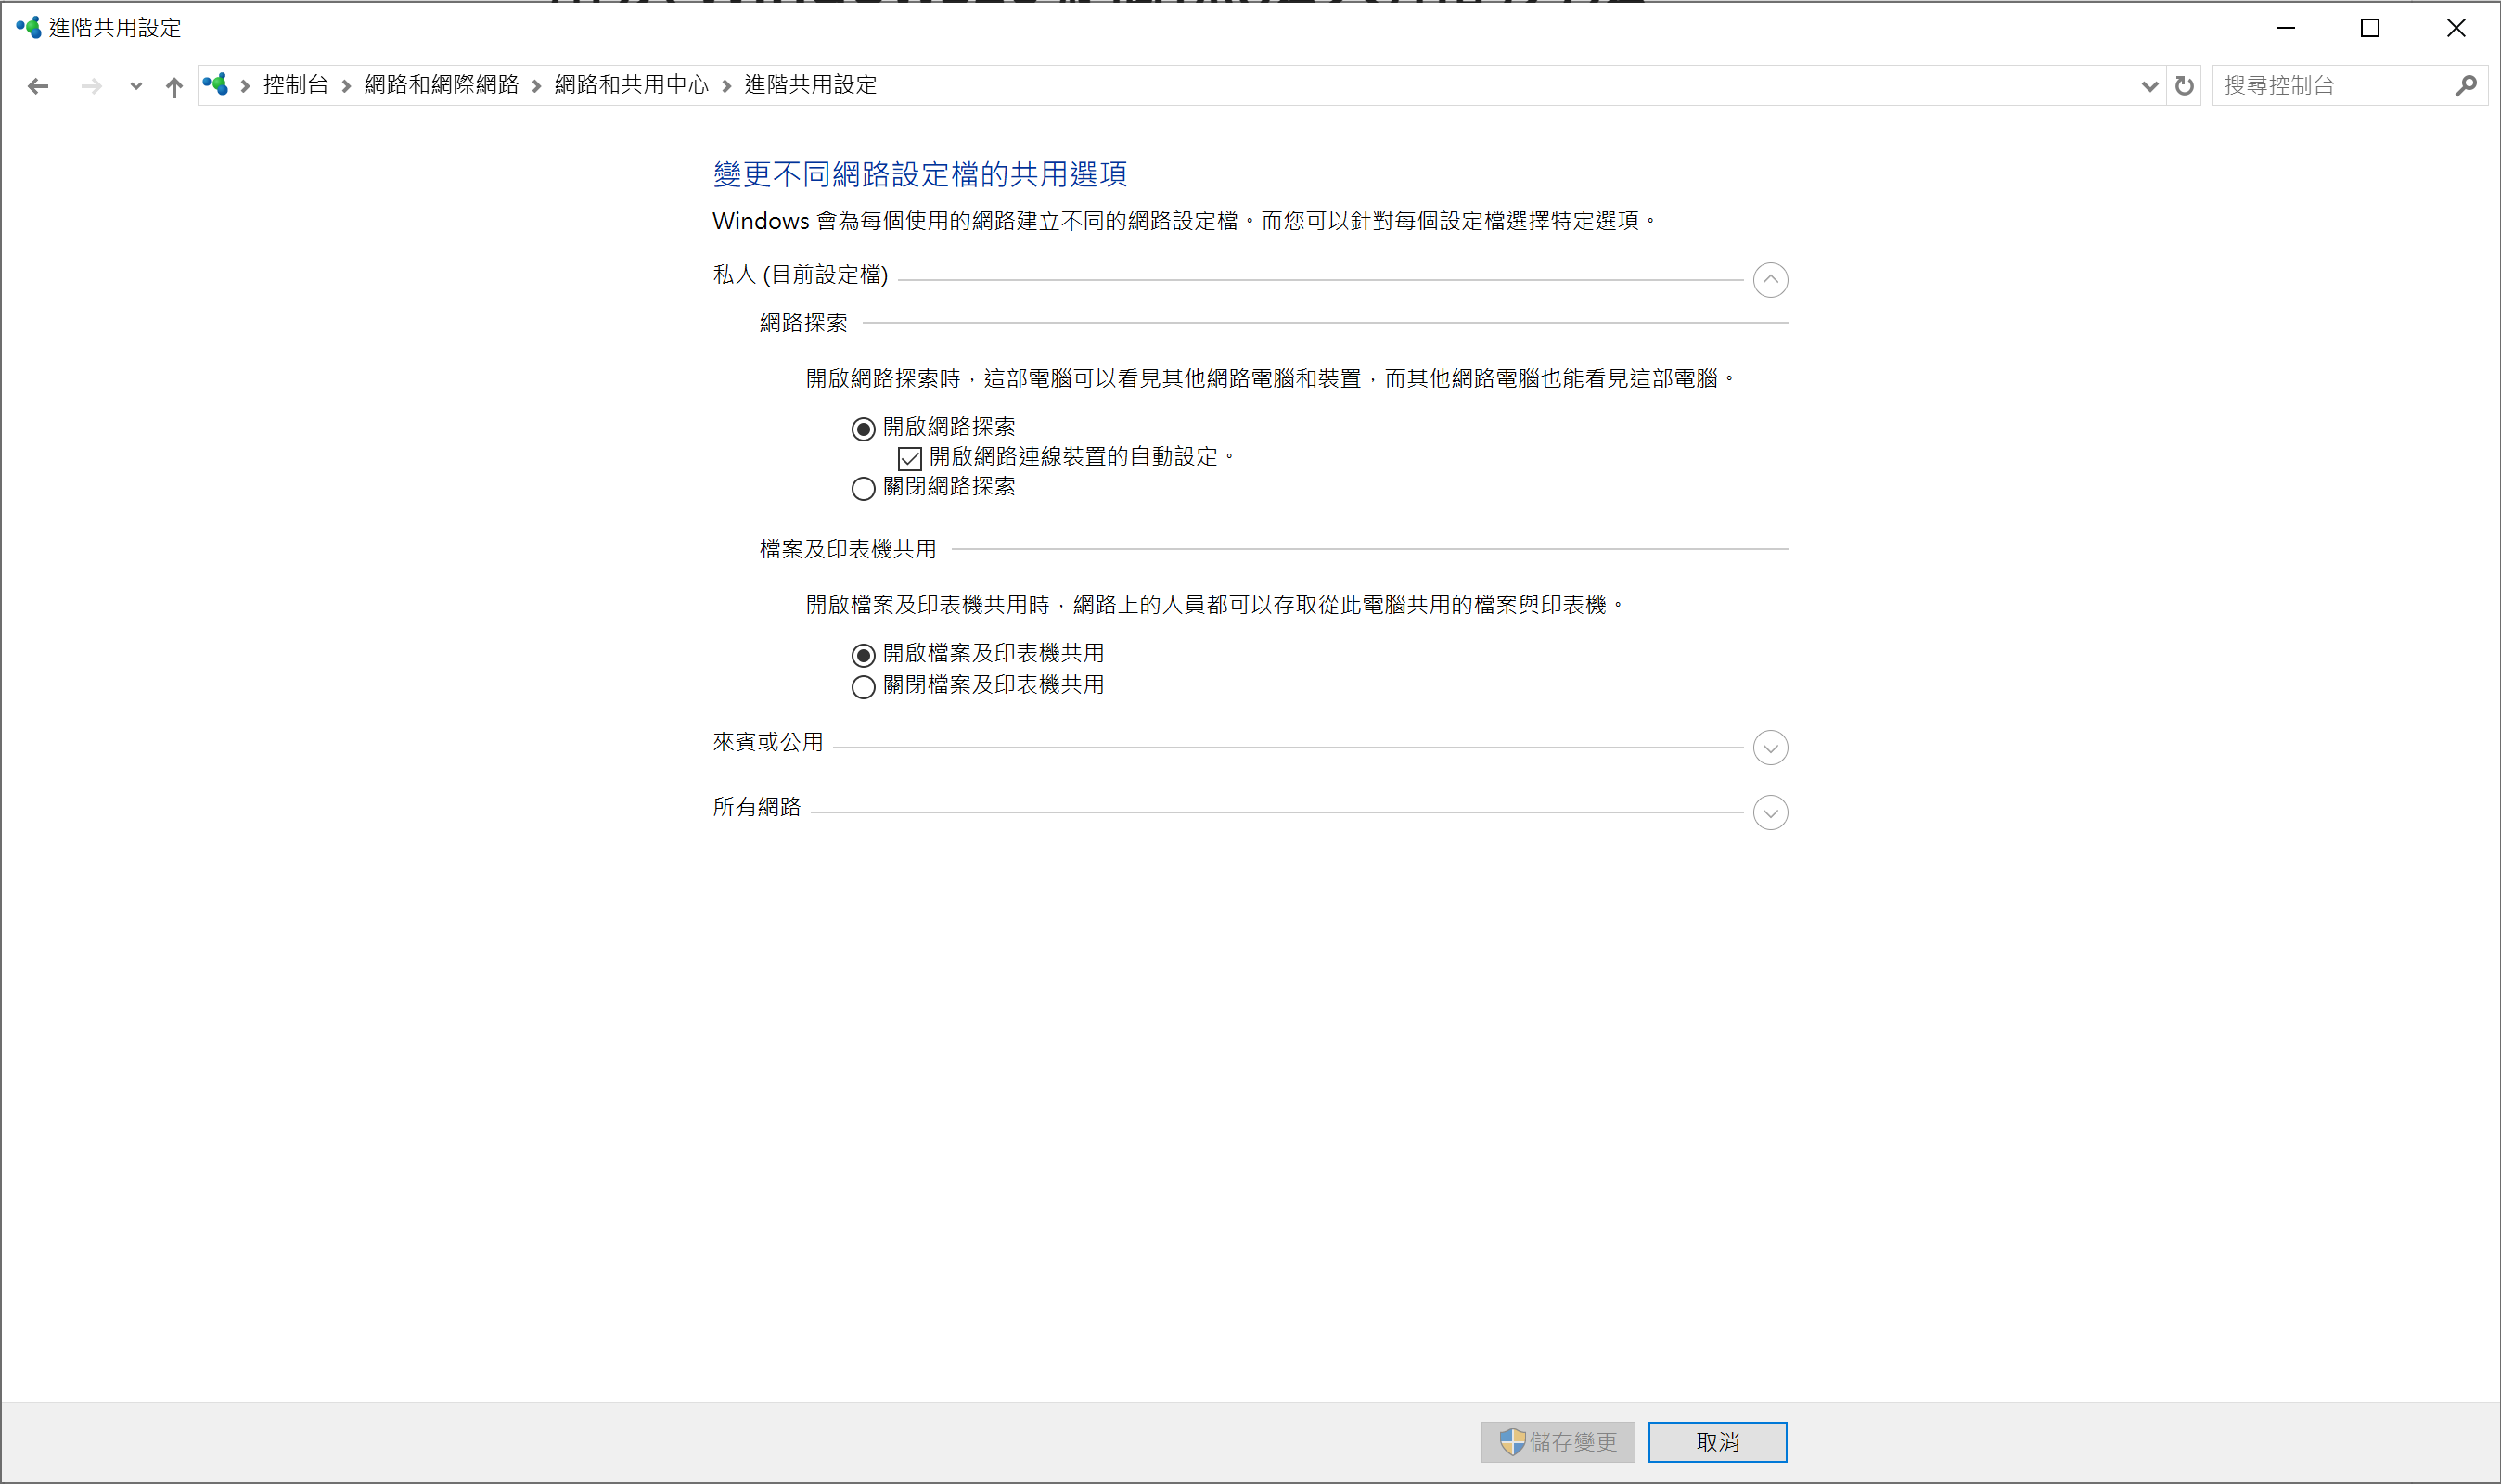 進階共用設定
控制台 網路和網際網路 網路和共用中心 進階共用設定
搜尋控制台
變更不同網路設定檔的共用選項
Windows 會為每個使用的網路建立不同的網路設定檔。而您可以針對每個設定檔選擇特定選項。
私人 (目前設定檔)
網路探索
開啟網路探索時，這部電腦可以看見其他網路電腦和裝置，而其他網路電腦也能看見這部電腦。
開啟網路探索
開啟網路連線裝置的自動設定。
關閉網路探索
檔案及印表機共用
開啟檔案及印表機共用時，網路上的人員都可以存取從此電腦共用的檔案與印表機。
開啟檔案及印表機共用
關閉檔案及印表機共用
來賓或公用
所有網路
儲存變更
取消